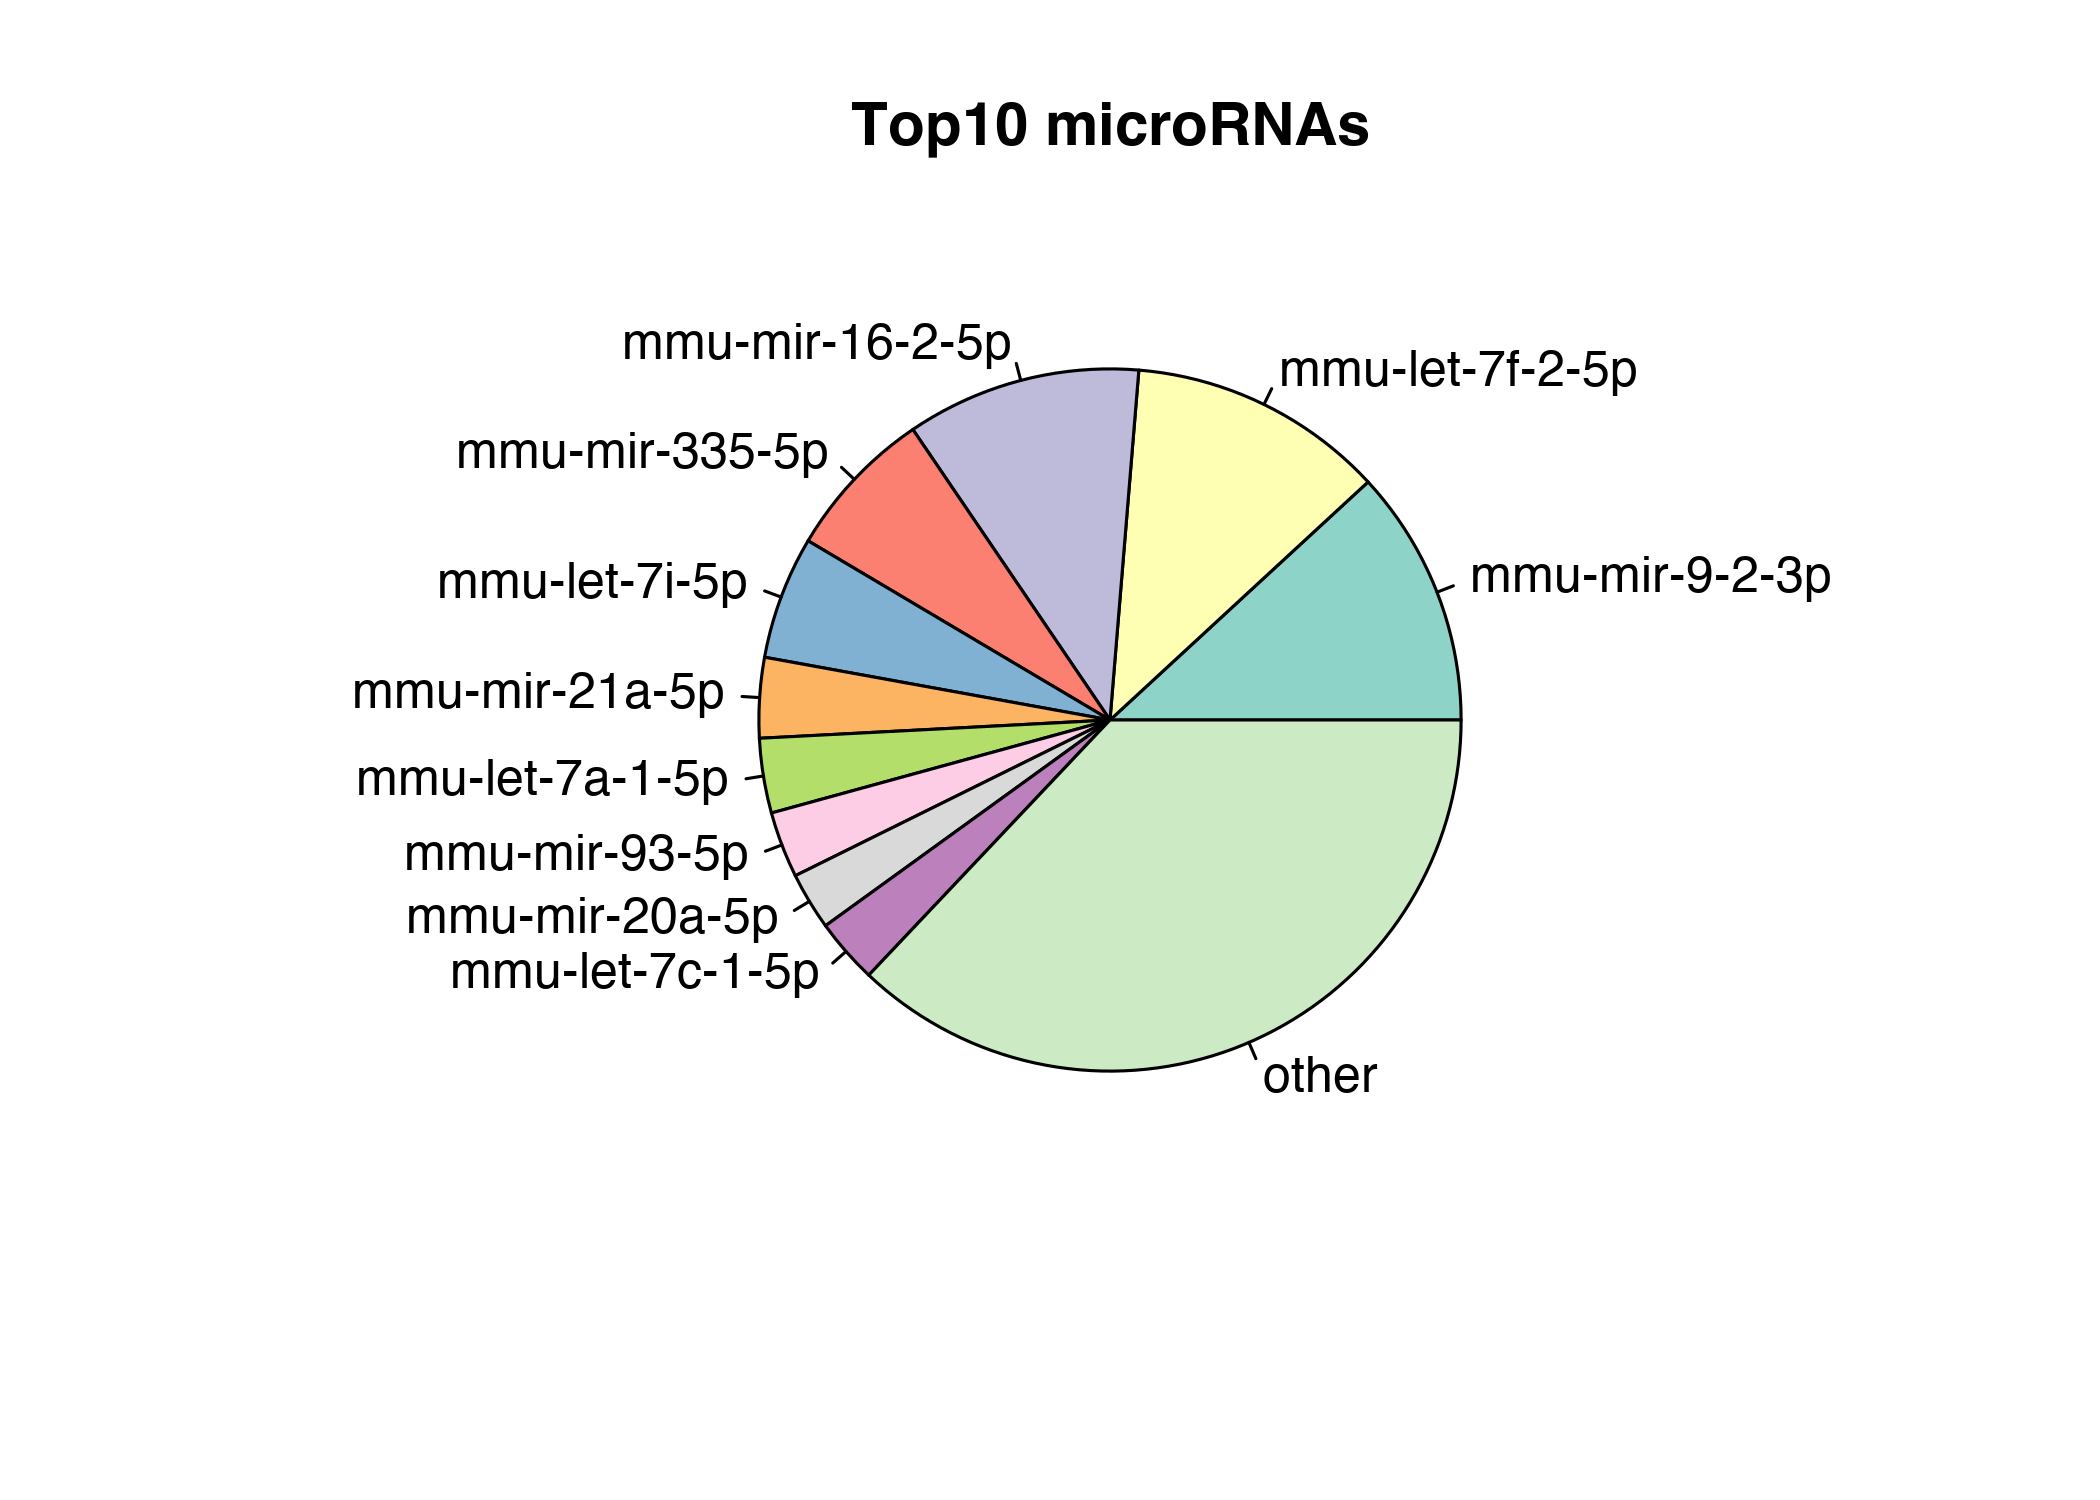 Top10 microRNAs
mmu-mir-16-2-5p
mmu-let-7f-2-5p
mmu-mir-335-5p
mmu-mir-9-2-3p
mmu-let-7i-5p
mmu-mir-21a-5p
mmu-let-7a-1-5p
mmu-mir-93-5p
mmu-mir-20a-5p
mmu-let-7c-1-5p
other